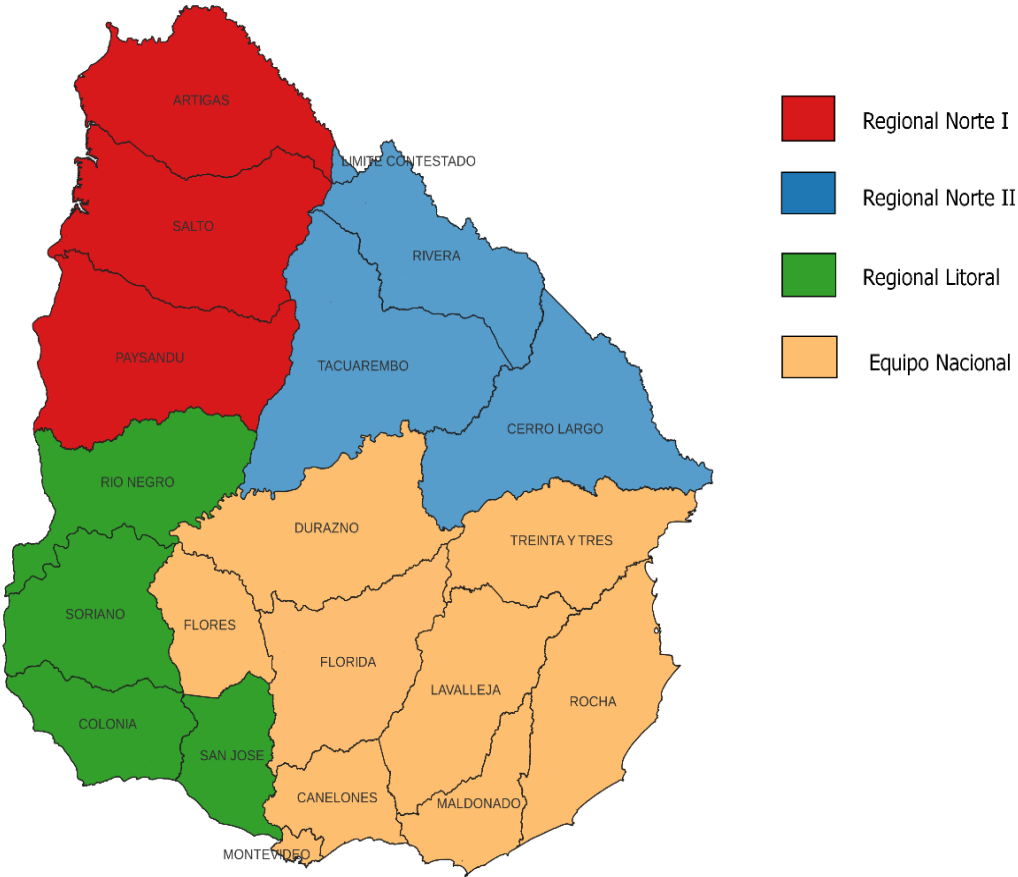 ARTIGAS
LIMITE CONTESTADO
SALTO
RIVERA
PAYSANDU
TACUAREMBO
CERRO LARGO
RIO NEGRO
DURAZNO
TREINTA Y TRES
SORIANO
FLORES
FLORIDA
LAVALLEJA
ROCHA
COLONIA
SAN JOSE
CANELONES
MALDONADO
MONTEVIDEO
Regional Norte I
Regional Norte II
Regional Litoral
Equipo Nacional